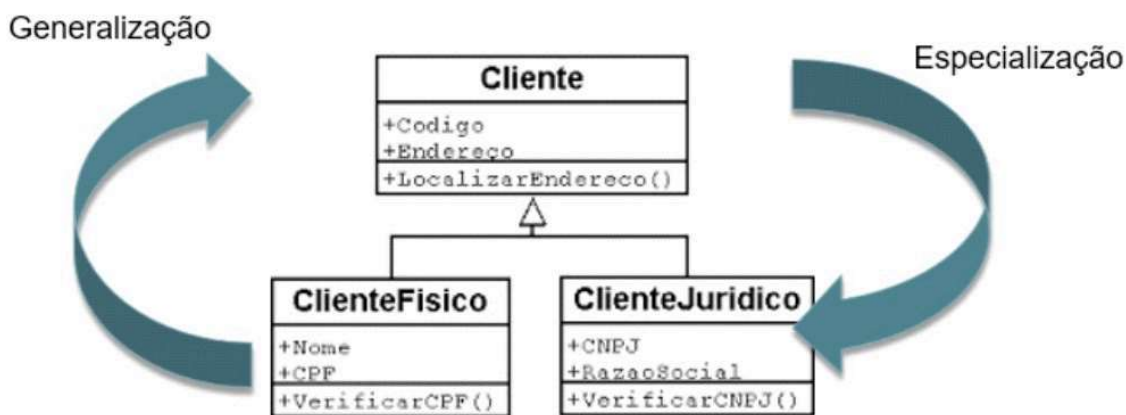 Generalização
Especialização
Cliente
+Codigo
+Endereço
+LocalizarEndereco()
ClienteFisico
+Nome
+CPF
+VerificarCPF()
ClienteJuridico
+CNPJ
+RazaoSocial
+VerificarCNPJ()